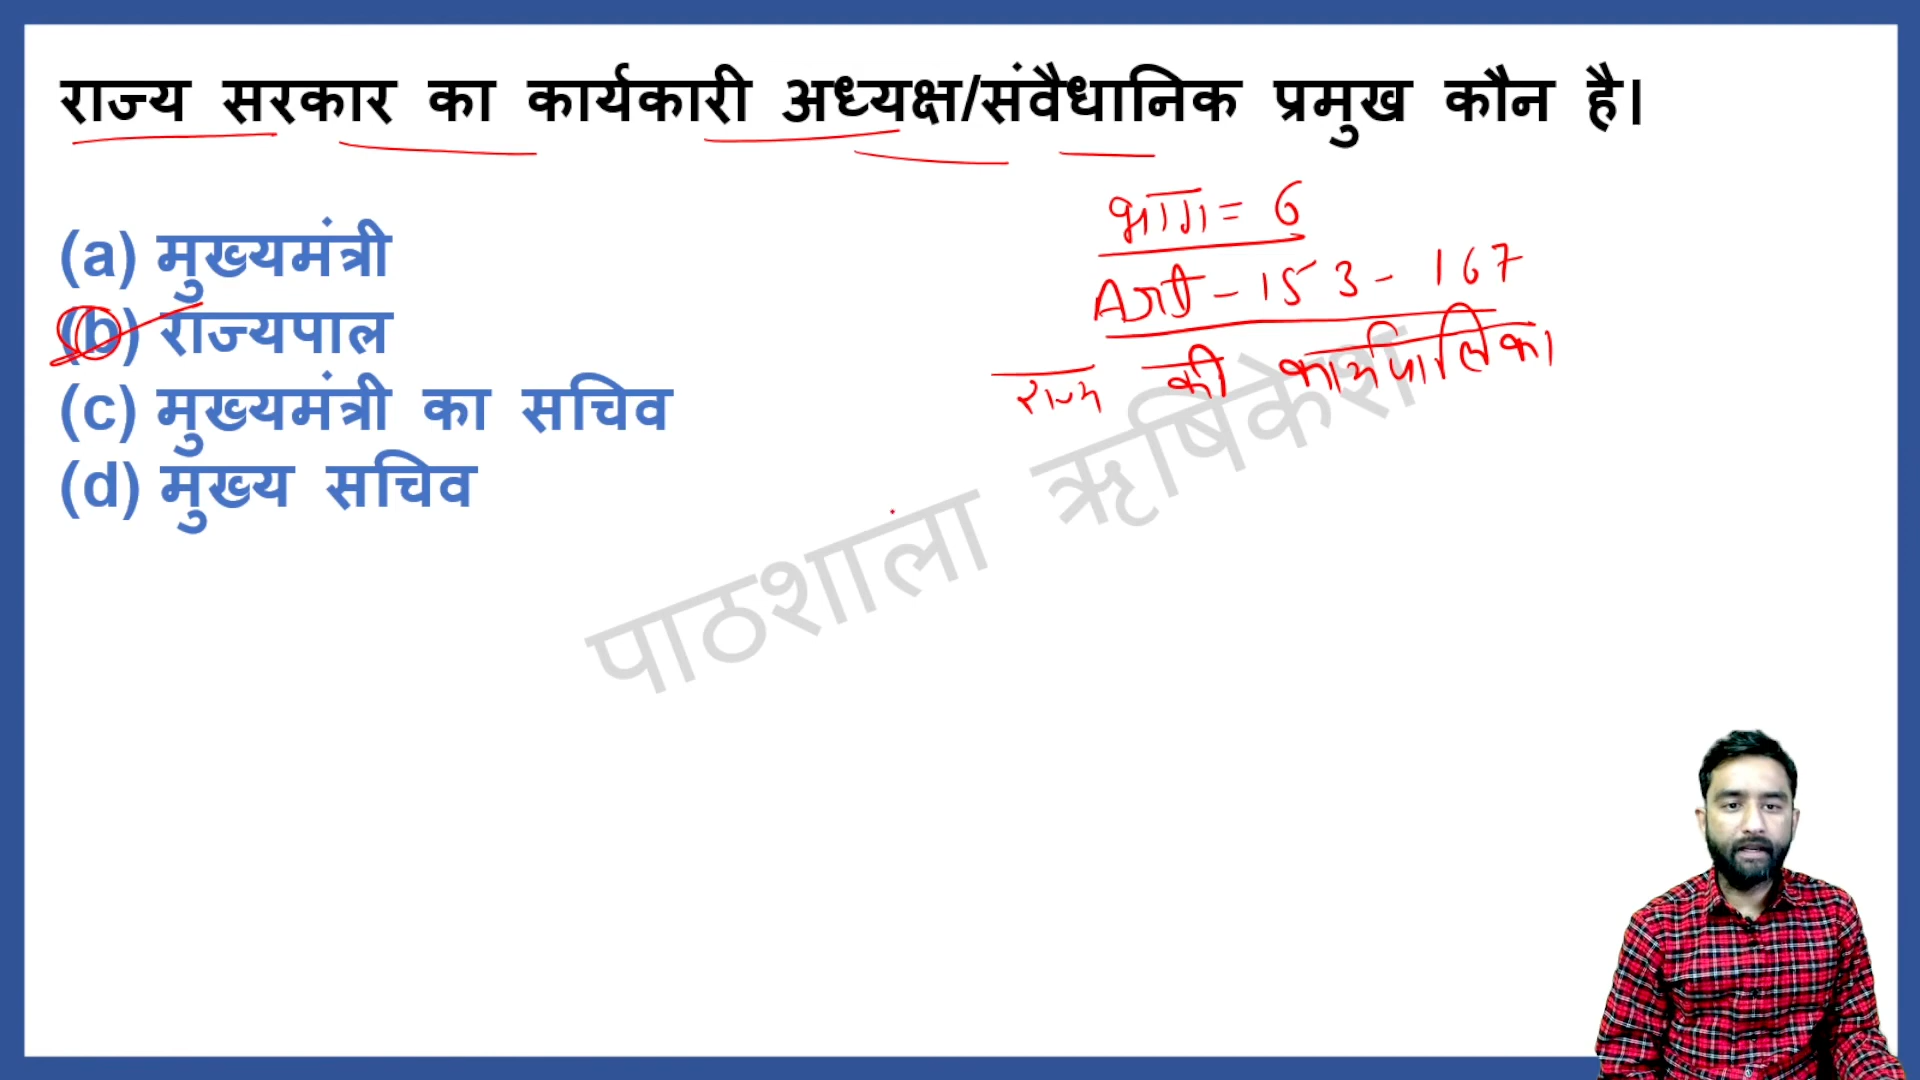 राज्य सरकार का कार्यकारी अध्यक्ष/संवैधानिक प्रमुख कौन है।
(a) मुख्यमंत्री
(b) राज्यपाल
(c) मुख्यमंत्री का सचिव
(d) मुख्य सचिव
भाग = 6
Art - 153 - 167
राज्य की कार्यपालिका
पाठशाला ऋषिकेश